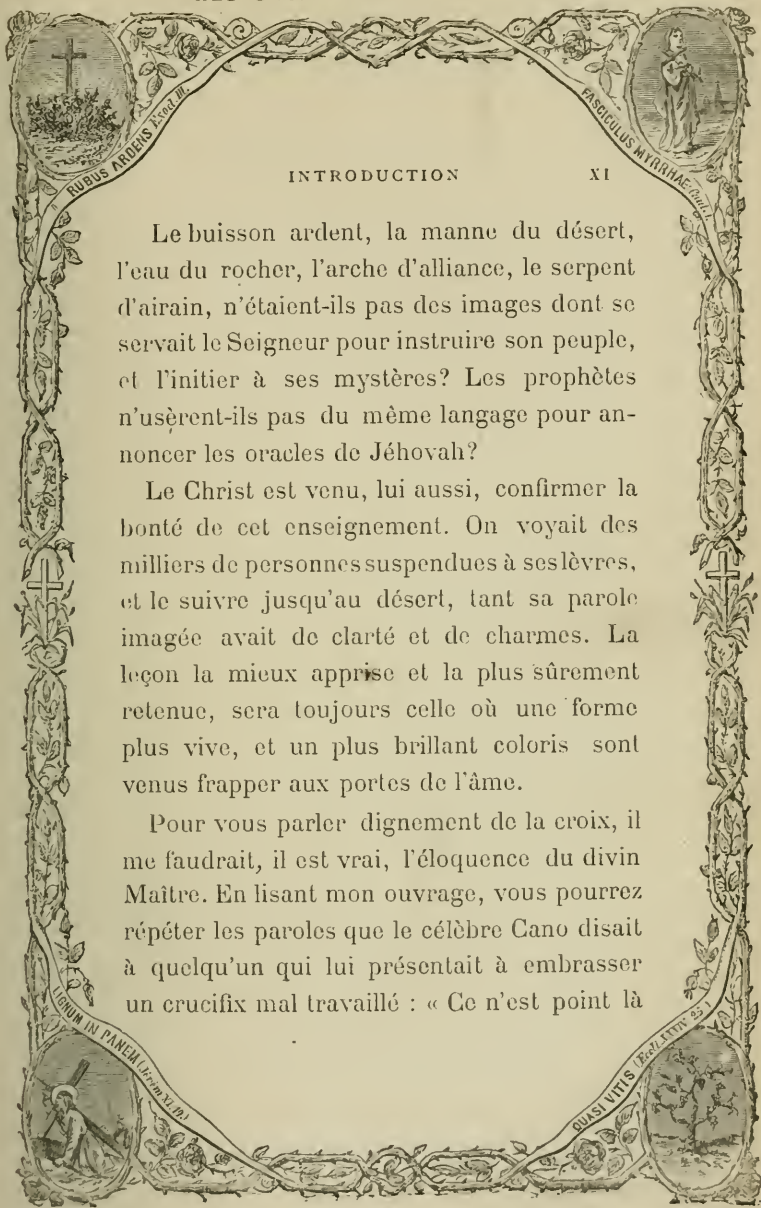 RUBUS ARDENS Exod. III.
FASCICULUS MYRRHAE Cant. I.
INTRODUCTION XI
Le buisson ardent, la manne du désert,
l'eau du rocher, l'arche d'alliance, le serpent
d'airain, n'étaient-ils pas des images dont se
servait le Seigneur pour instruire son peuple,
et l'initier à ses mystères? Les prophètes
n'usèrent-ils pas du même langage pour an-
noncer les oracles de Jéhovah?
Le Christ est venu, lui aussi, confirmer la
bonté de cet enseignement. On voyait des
milliers de personnes suspendues à ses lèvres,
et le suivre jusqu'au désert, tant sa parole
imagée avait de clarté et de charmes. La
leçon la mieux apprise et la plus sûrement
retenue, sera toujours celle où une forme
plus vive, et un plus brillant coloris sont
venus frapper aux portes de l'âme.
Pour vous parler dignement de la croix, il
me faudrait, il est vrai, l'éloquence du divin
Maître. En lisant mon ouvrage, vous pourrez
répéter les paroles que le célèbre Cano disait
à quelqu'un qui lui présentait à embrasser
un crucifix mal travaillé : « Ce n'est point là
LIGNUM IN PANEM (Jérém. XI. 19.)
QUASI VITIS (Eccli. XXIV 23)